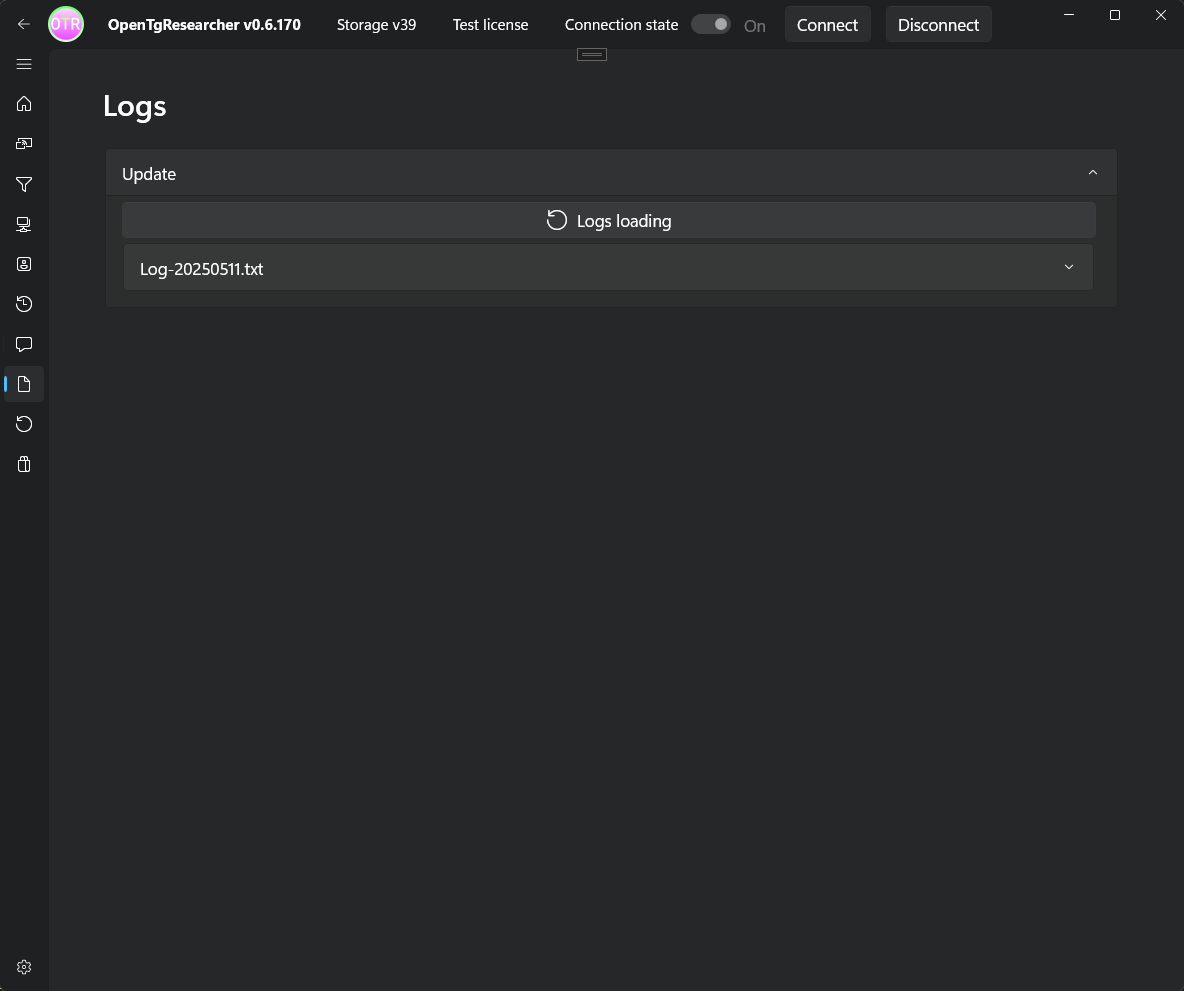 OTR OpenTgResearcher v0.6.170 Storage v39 Test license Connection state On Connect Disconnect
Logs
Update
Logs loading
Log-20250511.txt